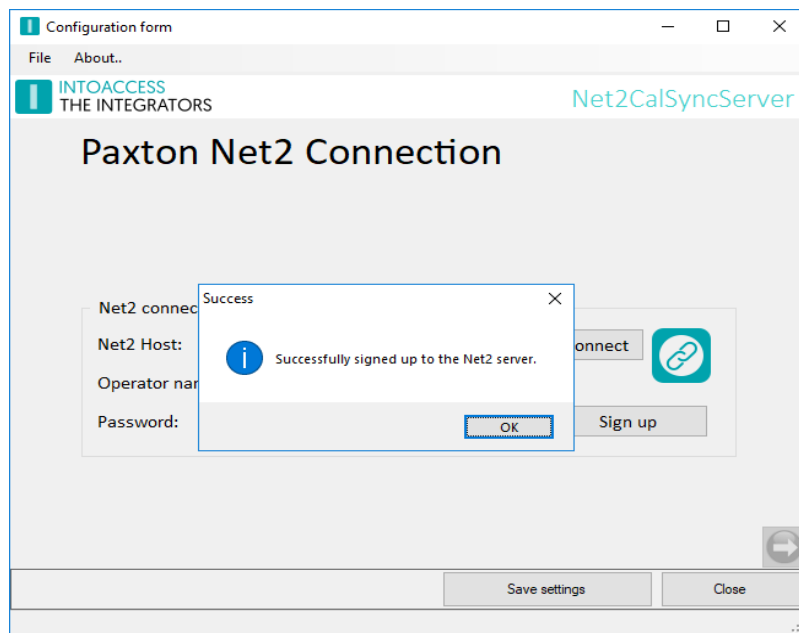 Configuration form
File About..
INTOACCESS
THE INTEGRATORS
Net2CalSyncServer
Paxton Net2 Connection
Net2 connec
Success
Net2 Host:
onnect
Successfully signed up to the Net2 server.
Operator nar
Password:
OK
Sign up
Save settings Close